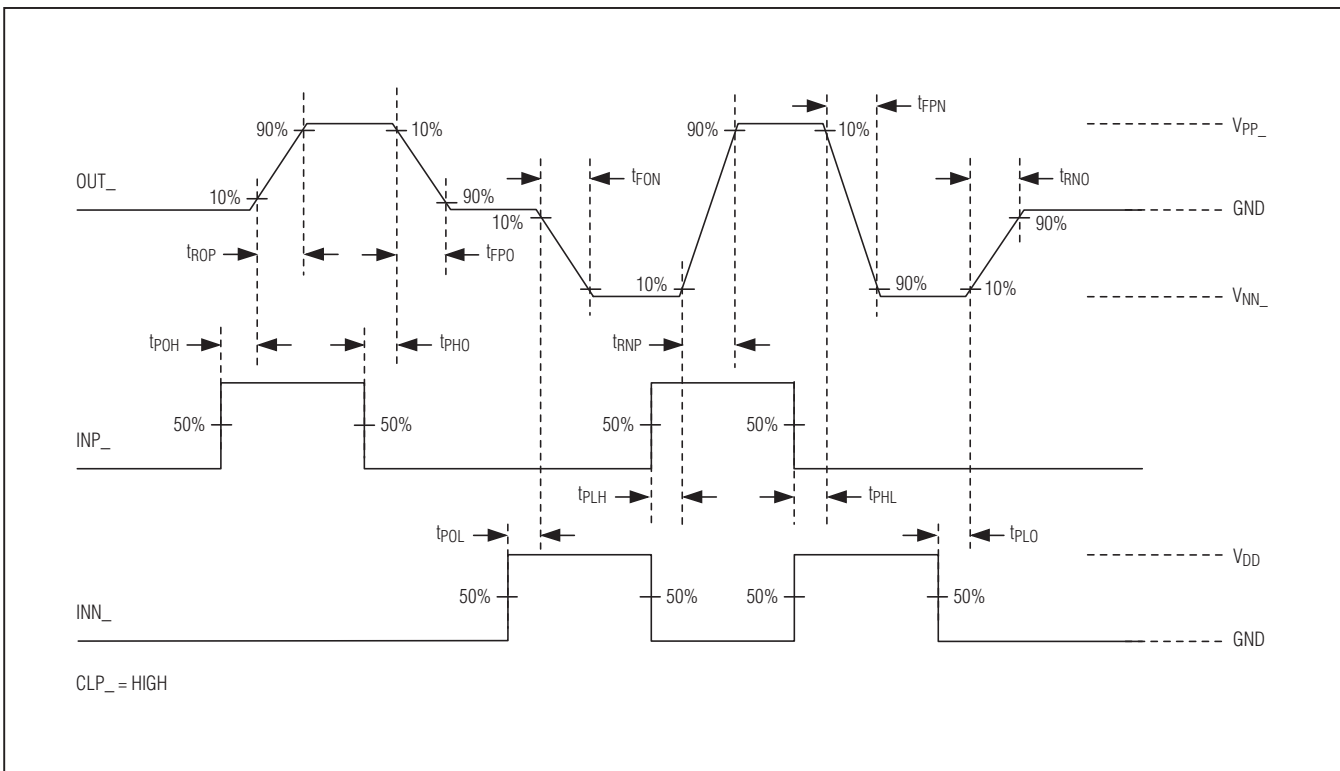 tFPN
90%
10%
10%
VPP_
tFON
tRNO
OUT_
10%
90%
10%
GND
90%
tROP
tFPO
10%
90%
10%
VNN_
tPOH
tPHO
tRNP
50%
50%
50%
50%
INP_
tPLH
tPHL
tPOL
tPLO
VDD
50%
50%
50%
50%
INN_
GND
CLP_ = HIGH